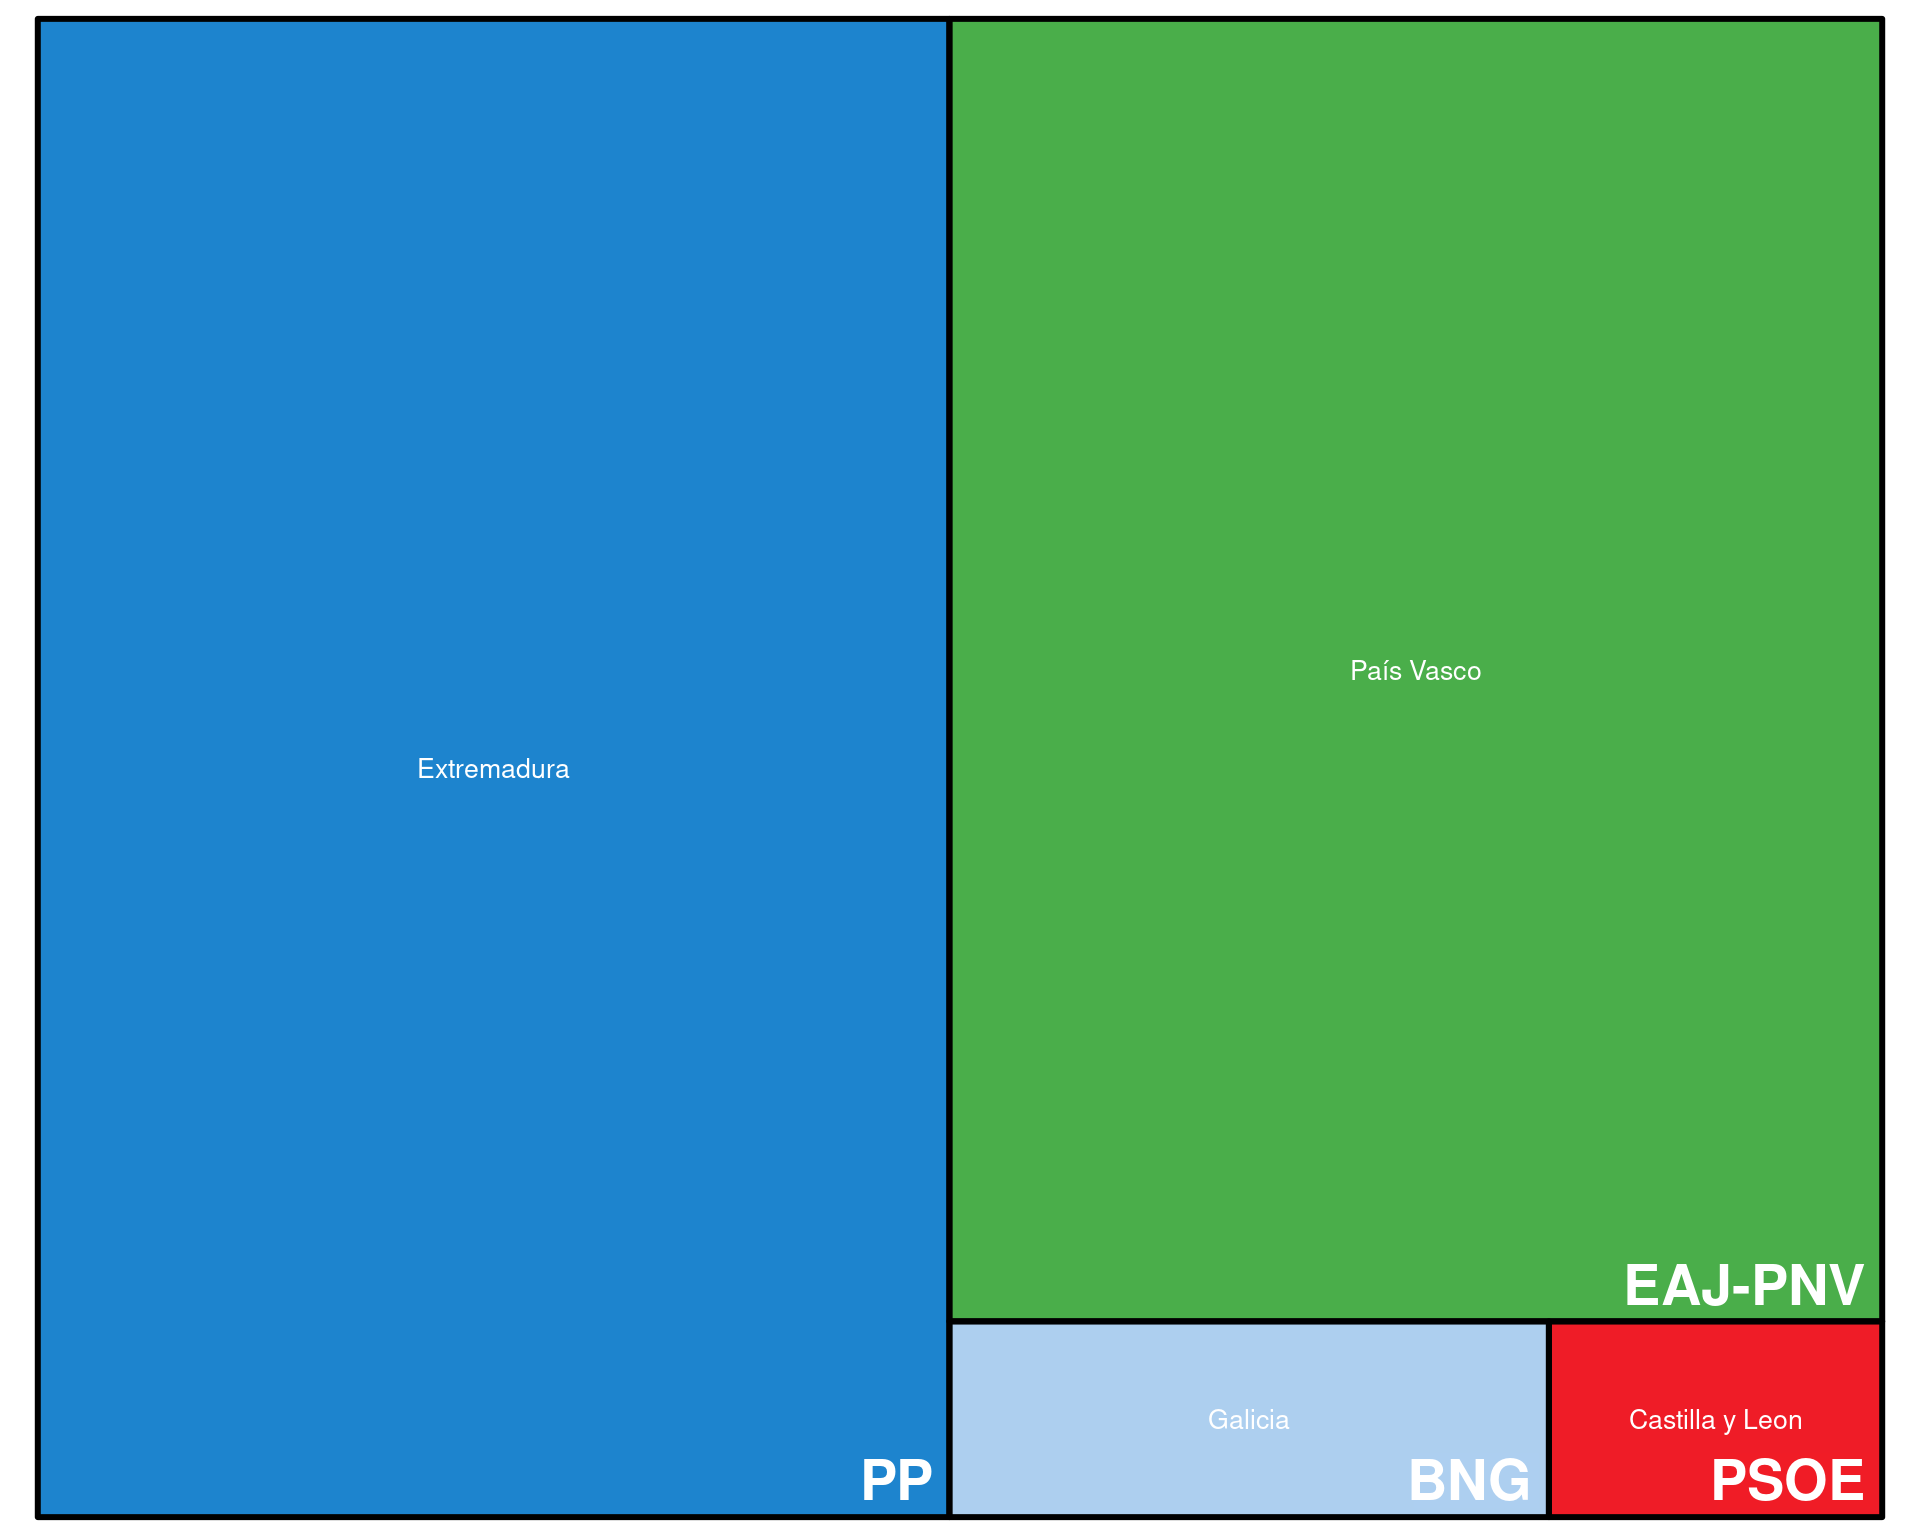 Extremadura
PP
País Vasco
EAJ-PNV
Galicia
BNG
Castilla y Leon
PSOE